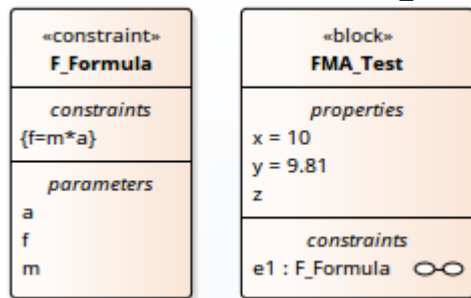 «constraint»
F_Formula
constraints
{f=m*a}
parameters
a
f
m
«block»
FMA_Test
properties
x = 10
y = 9.81
z
constraints
e1 : F_Formula